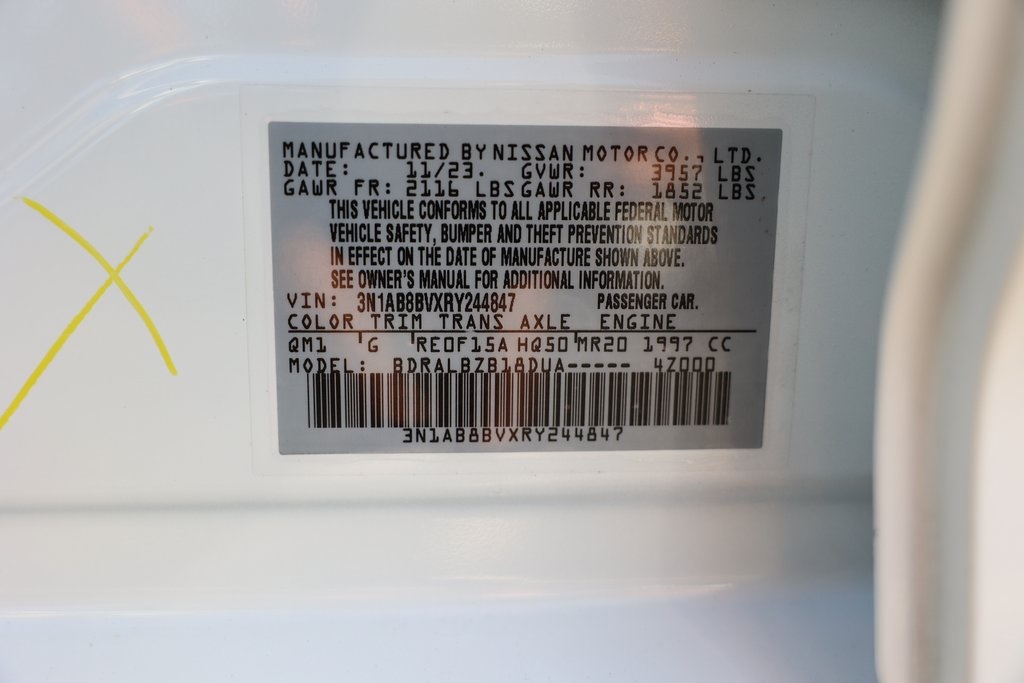 MANUFACTURED BY NISSAN MOTOR CO., LTD.
DATE: 11/23. GVWR: 3957 LBS
GAWR FR: 2116 LBS GAWR RR: 1852 LBS
THIS VEHICLE CONFORMS TO ALL APPLICABLE FEDERAL MOTOR
VEHICLE SAFETY, BUMPER AND THEFT PREVENTION STANDARDS
IN EFFECT ON THE DATE OF MANUFACTURE SHOWN ABOVE.
SEE OWNER'S MANUAL FOR ADDITIONAL INFORMATION.
VIN: 3N1AB8BVXRY244847 PASSENGER CAR.
COLOR TRIM TRANS AXLE ENGINE
QM1 'G 'RE0F15A HQ50'MR20 1997 CC
MODEL: BDRALBZB18DUA----- 4Z000
3N1AB8BVXRY244847